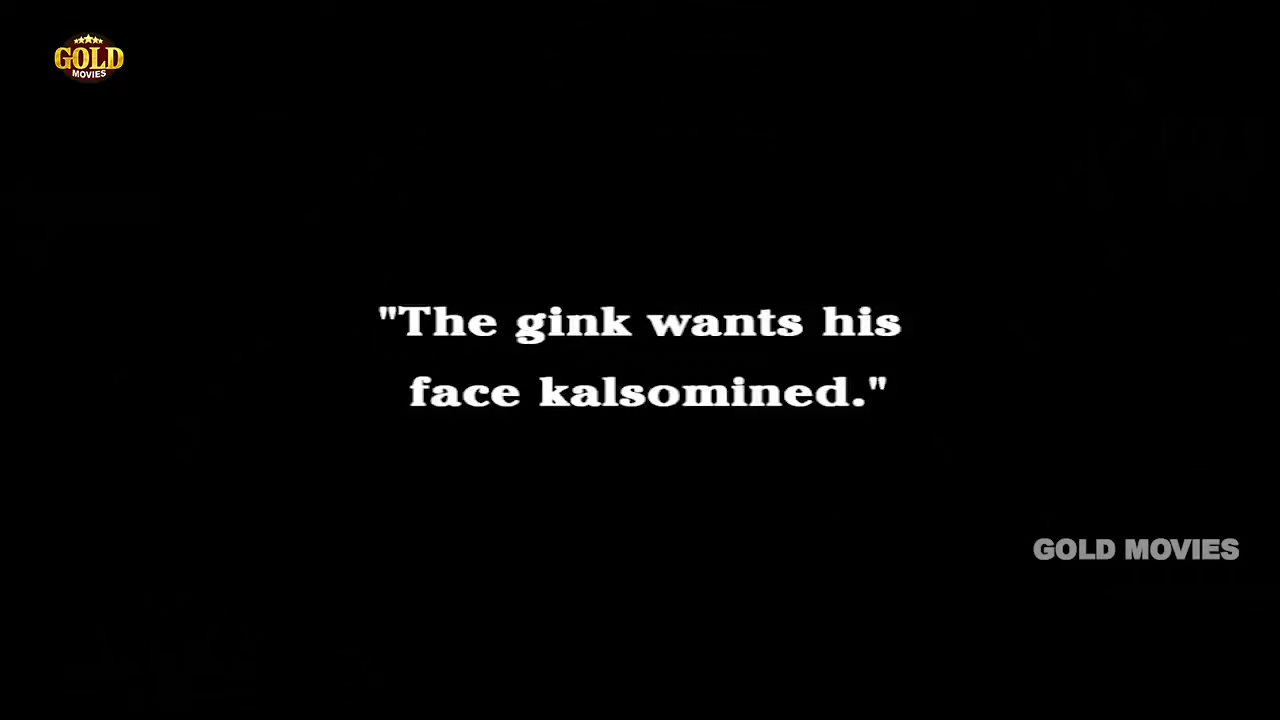 GOLD
MOVIES
"The gink wants his
face kalsomined."
GOLD MOVIES